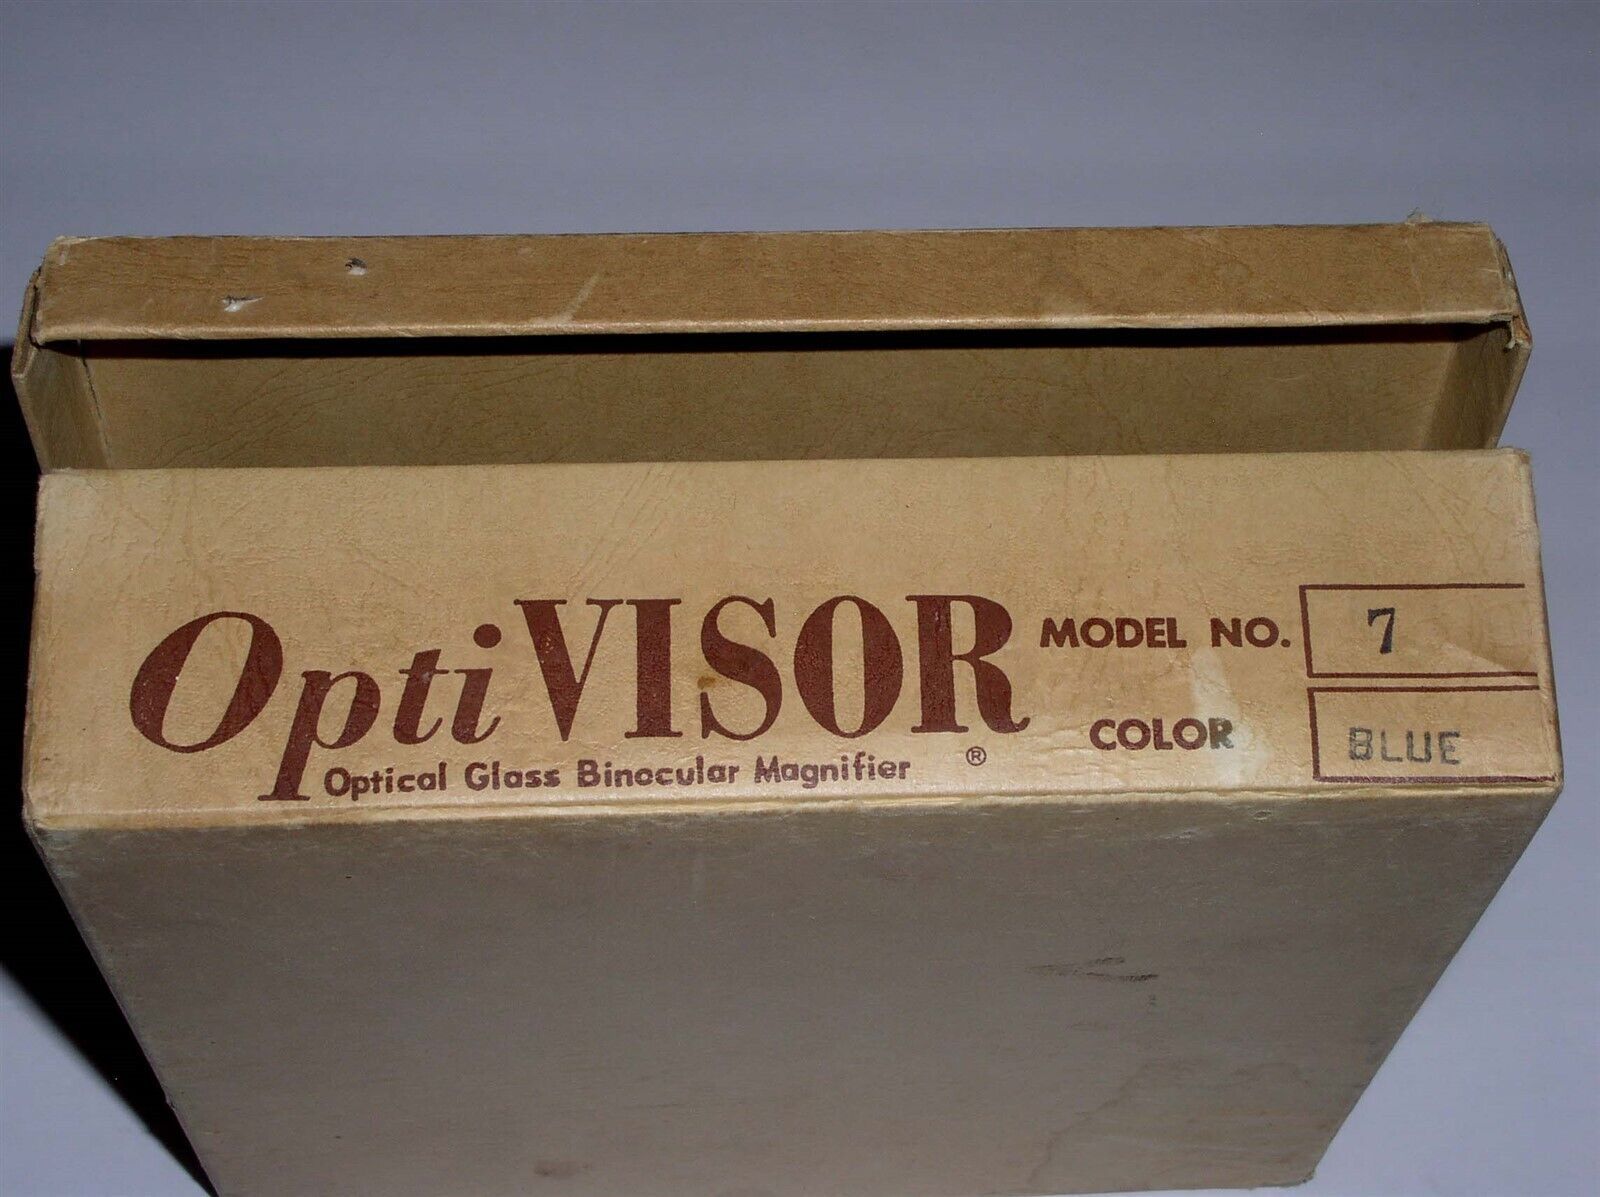 OptiVISOR
Optical Glass Binocular Magnifier ®
MODEL NO. 7
COLOR BLUE